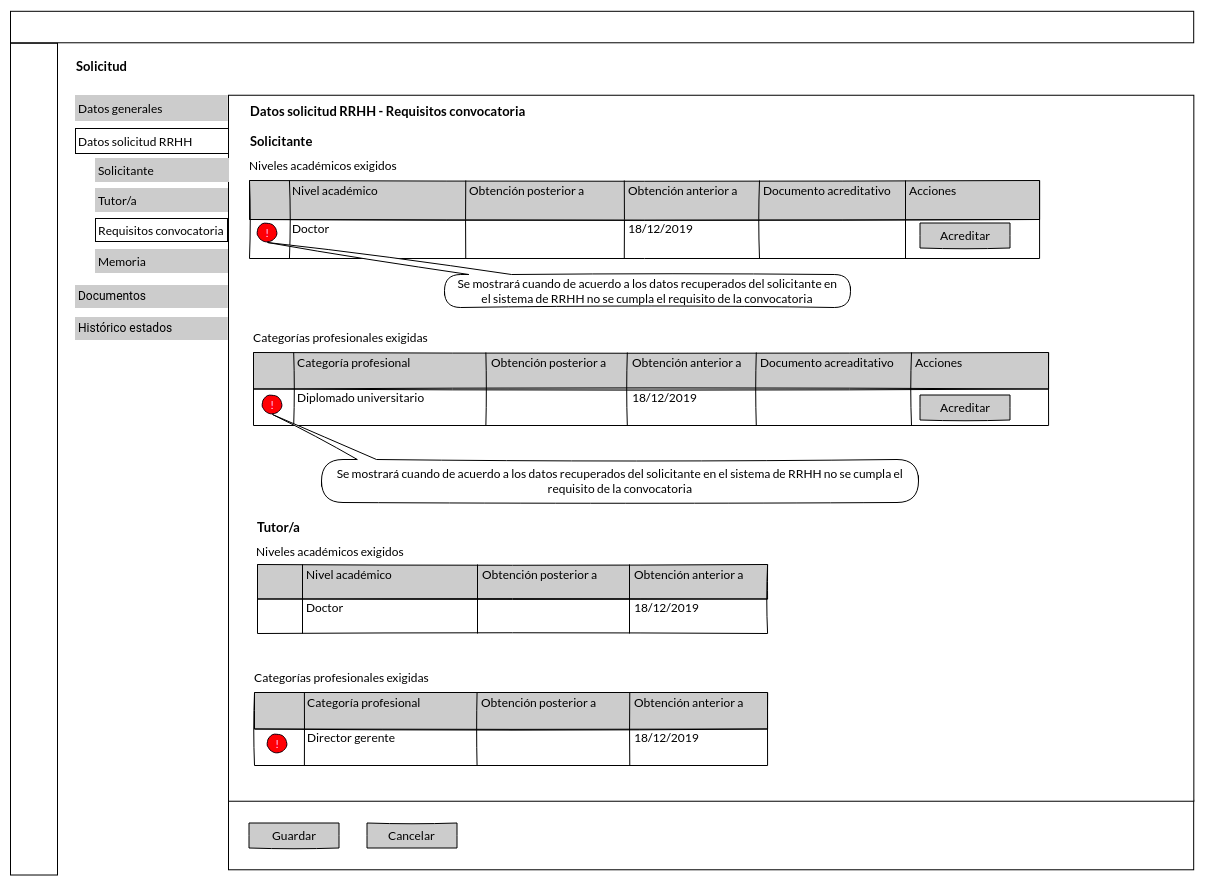 Solicitud
Datos generales
Datos solicitud RRHH
Solicitante
Tutor/a
Requisitos convocatoria
Memoria
Documentos
Histórico estados
Datos solicitud RRHH - Requisitos convocatoria
Solicitante
Niveles académicos exigidos
Nivel académico Obtención posterior a Obtención anterior a Documento acreditativo Acciones
! Doctor 18/12/2019 Acreditar
Se mostrará cuando de acuerdo a los datos recuperados del solicitante en
el sistema de RRHH no se cumpla el requisito de la convocatoria
Categorías profesionales exigidas
Categoría profesional Obtención posterior a Obtención anterior a Documento acreaditativo Acciones
! Diplomado universitario 18/12/2019 Acreditar
Se mostrará cuando de acuerdo a los datos recuperados del solicitante en el sistema de RRHH no se cumpla el
requisito de la convocatoria
Tutor/a
Niveles académicos exigidos
Nivel académico Obtención posterior a Obtención anterior a
Doctor 18/12/2019
Categorías profesionales exigidas
Categoría profesional Obtención posterior a Obtención anterior a
! Director gerente 18/12/2019
Guardar Cancelar